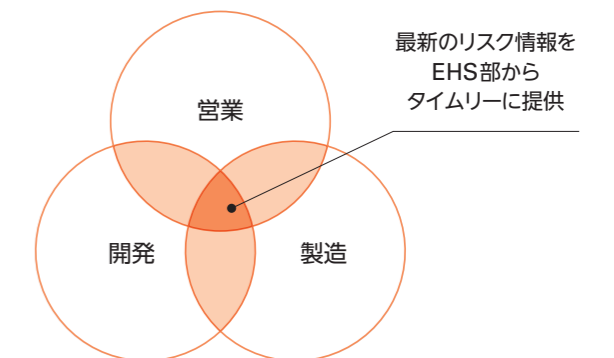 最新のリスク情報を
EHS部から
タイムリーに提供
営業
開発
製造